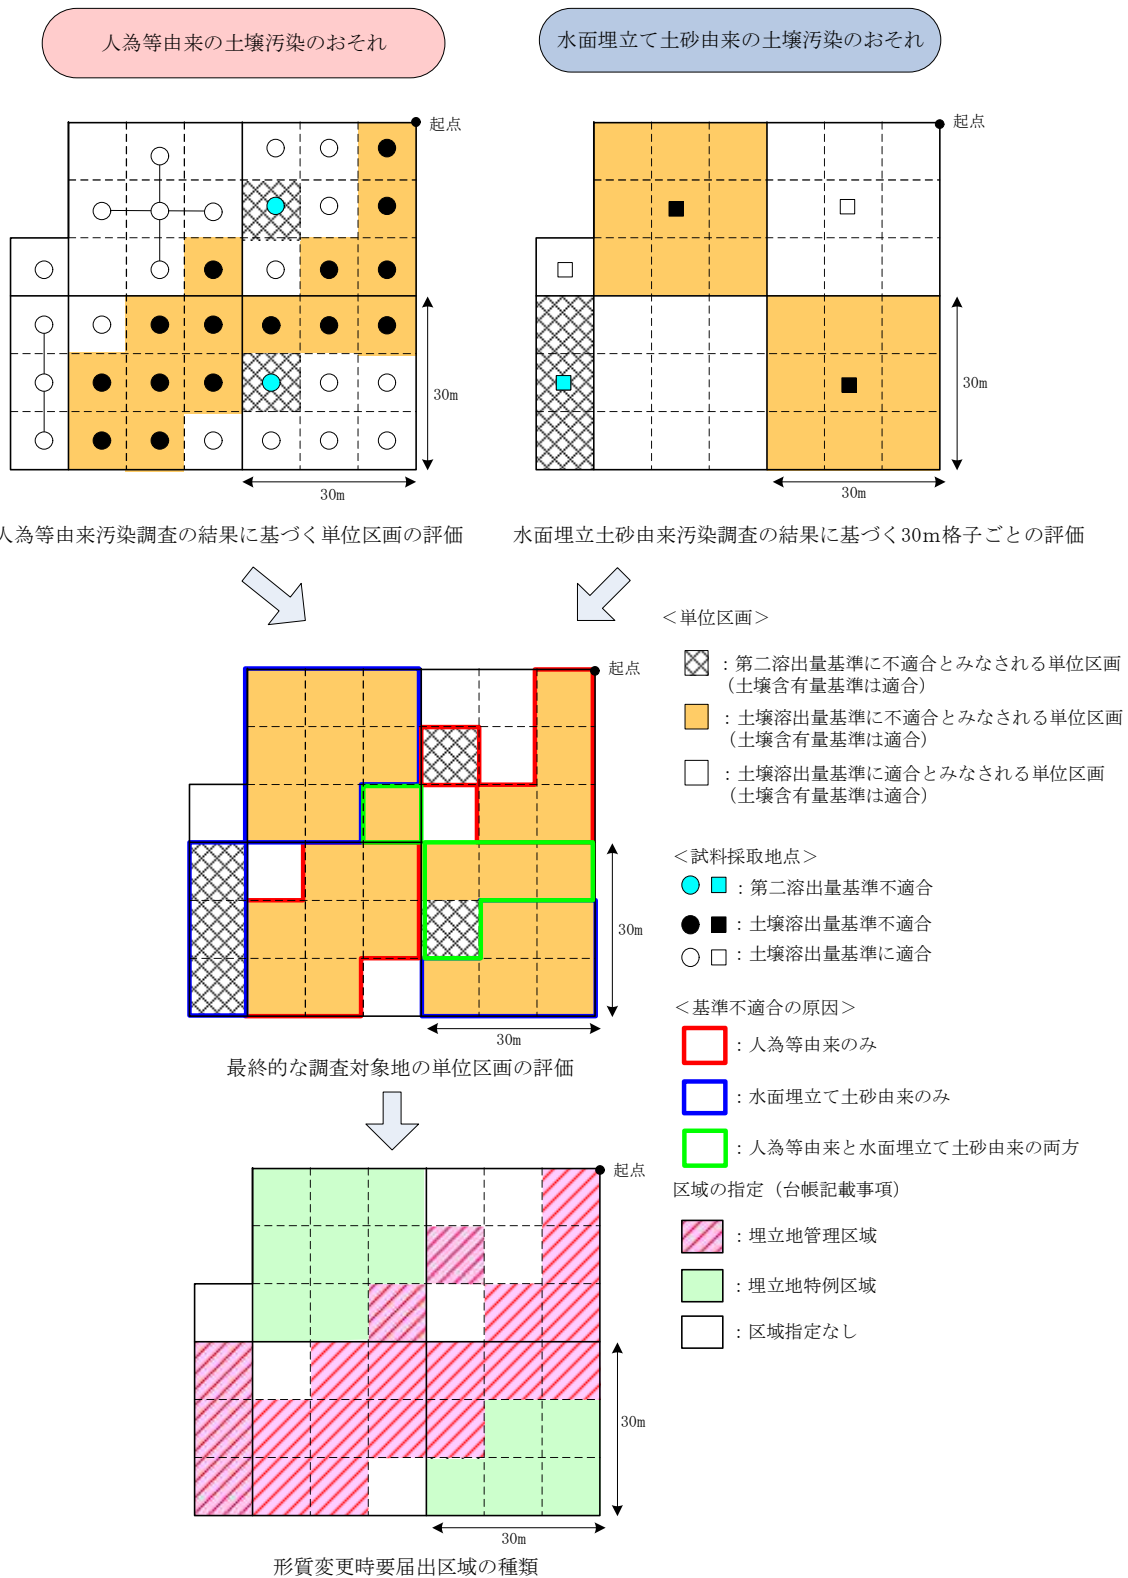 人為等由来の土壌汚染のおそれ
水面埋立て土砂由来の土壌汚染のおそれ
起点
起点
30m
30m
30m
30m
人為等由来汚染調査の結果に基づく単位区画の評価
水面埋立土砂由来汚染調査の結果に基づく30m格子ごとの評価
＜単位区画＞
：第二溶出量基準に不適合とみなされる単位区画
（土壌含有量基準は適合）
：土壌溶出量基準に不適合とみなされる単位区画
（土壌含有量基準は適合）
：土壌溶出量基準に適合とみなされる単位区画
（土壌含有量基準は適合）
起点
30m
30m
最終的な調査対象地の単位区画の評価
＜試料採取地点＞
：第二溶出量基準不適合
：土壌溶出量基準不適合
：土壌溶出量基準に適合
＜基準不適合の原因＞
：人為等由来のみ
：水面埋立て土砂由来のみ
：人為等由来と水面埋立て土砂由来の両方
区域の指定（台帳記載事項）
：埋立地管理区域
：埋立地特例区域
：区域指定なし
起点
30m
30m
形質変更時要届出区域の種類